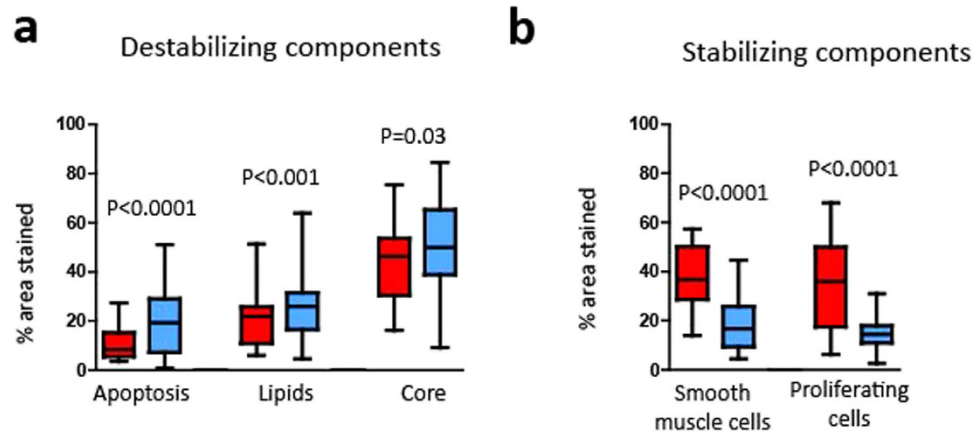 a
Destabilizing components
% area stained
100
80
60
40
20
0
P<0.0001
P<0.001
P=0.03
Apoptosis
Lipids
Core
b
Stabilizing components
% area stained
100
80
60
40
20
0
P<0.0001
P<0.0001
Smooth
muscle cells
Proliferating
cells